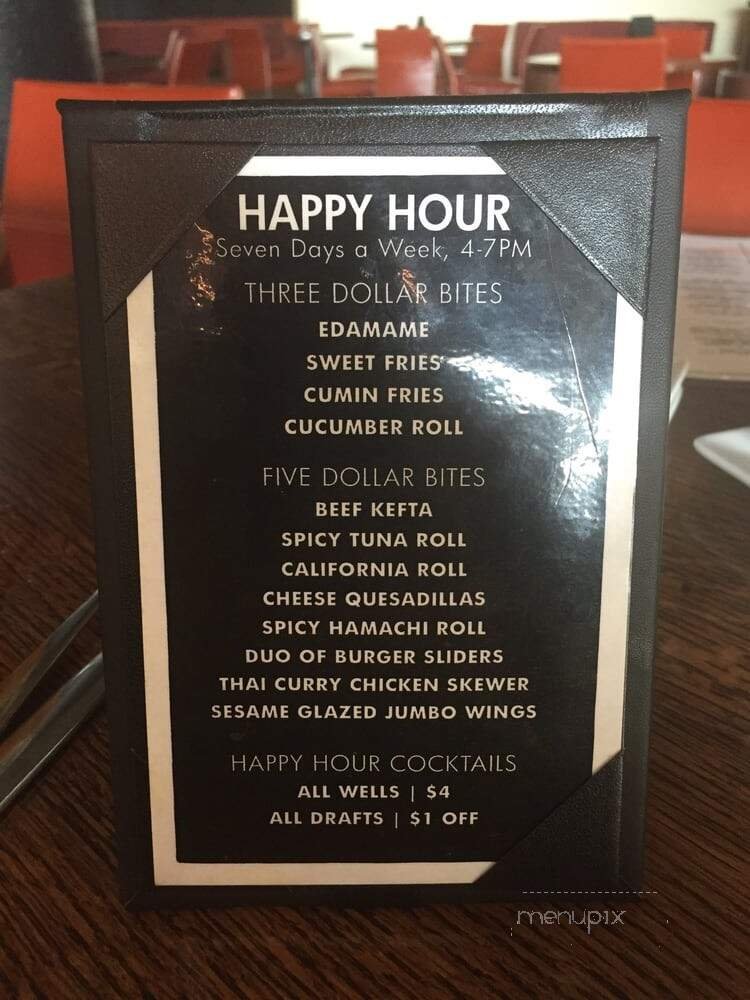 HAPPY HOUR
Seven Days a Week, 4-7PM
THREE DOLLAR BITES
EDAMAME
SWEET FRIES
CUMIN FRIES
CUCUMBER ROLL
FIVE DOLLAR BITES
BEEF KEFTA
SPICY TUNA ROLL
CALIFORNIA ROLL
CHEESE QUESADILLAS
SPICY HAMACHI ROLL
DUO OF BURGER SLIDERS
THAI CURRY CHICKEN SKEWER
SESAME GLAZED JUMBO WINGS
HAPPY HOUR COCKTAILS
ALL WELLS | $4
ALL DRAFTS | $1 OFF
menupix